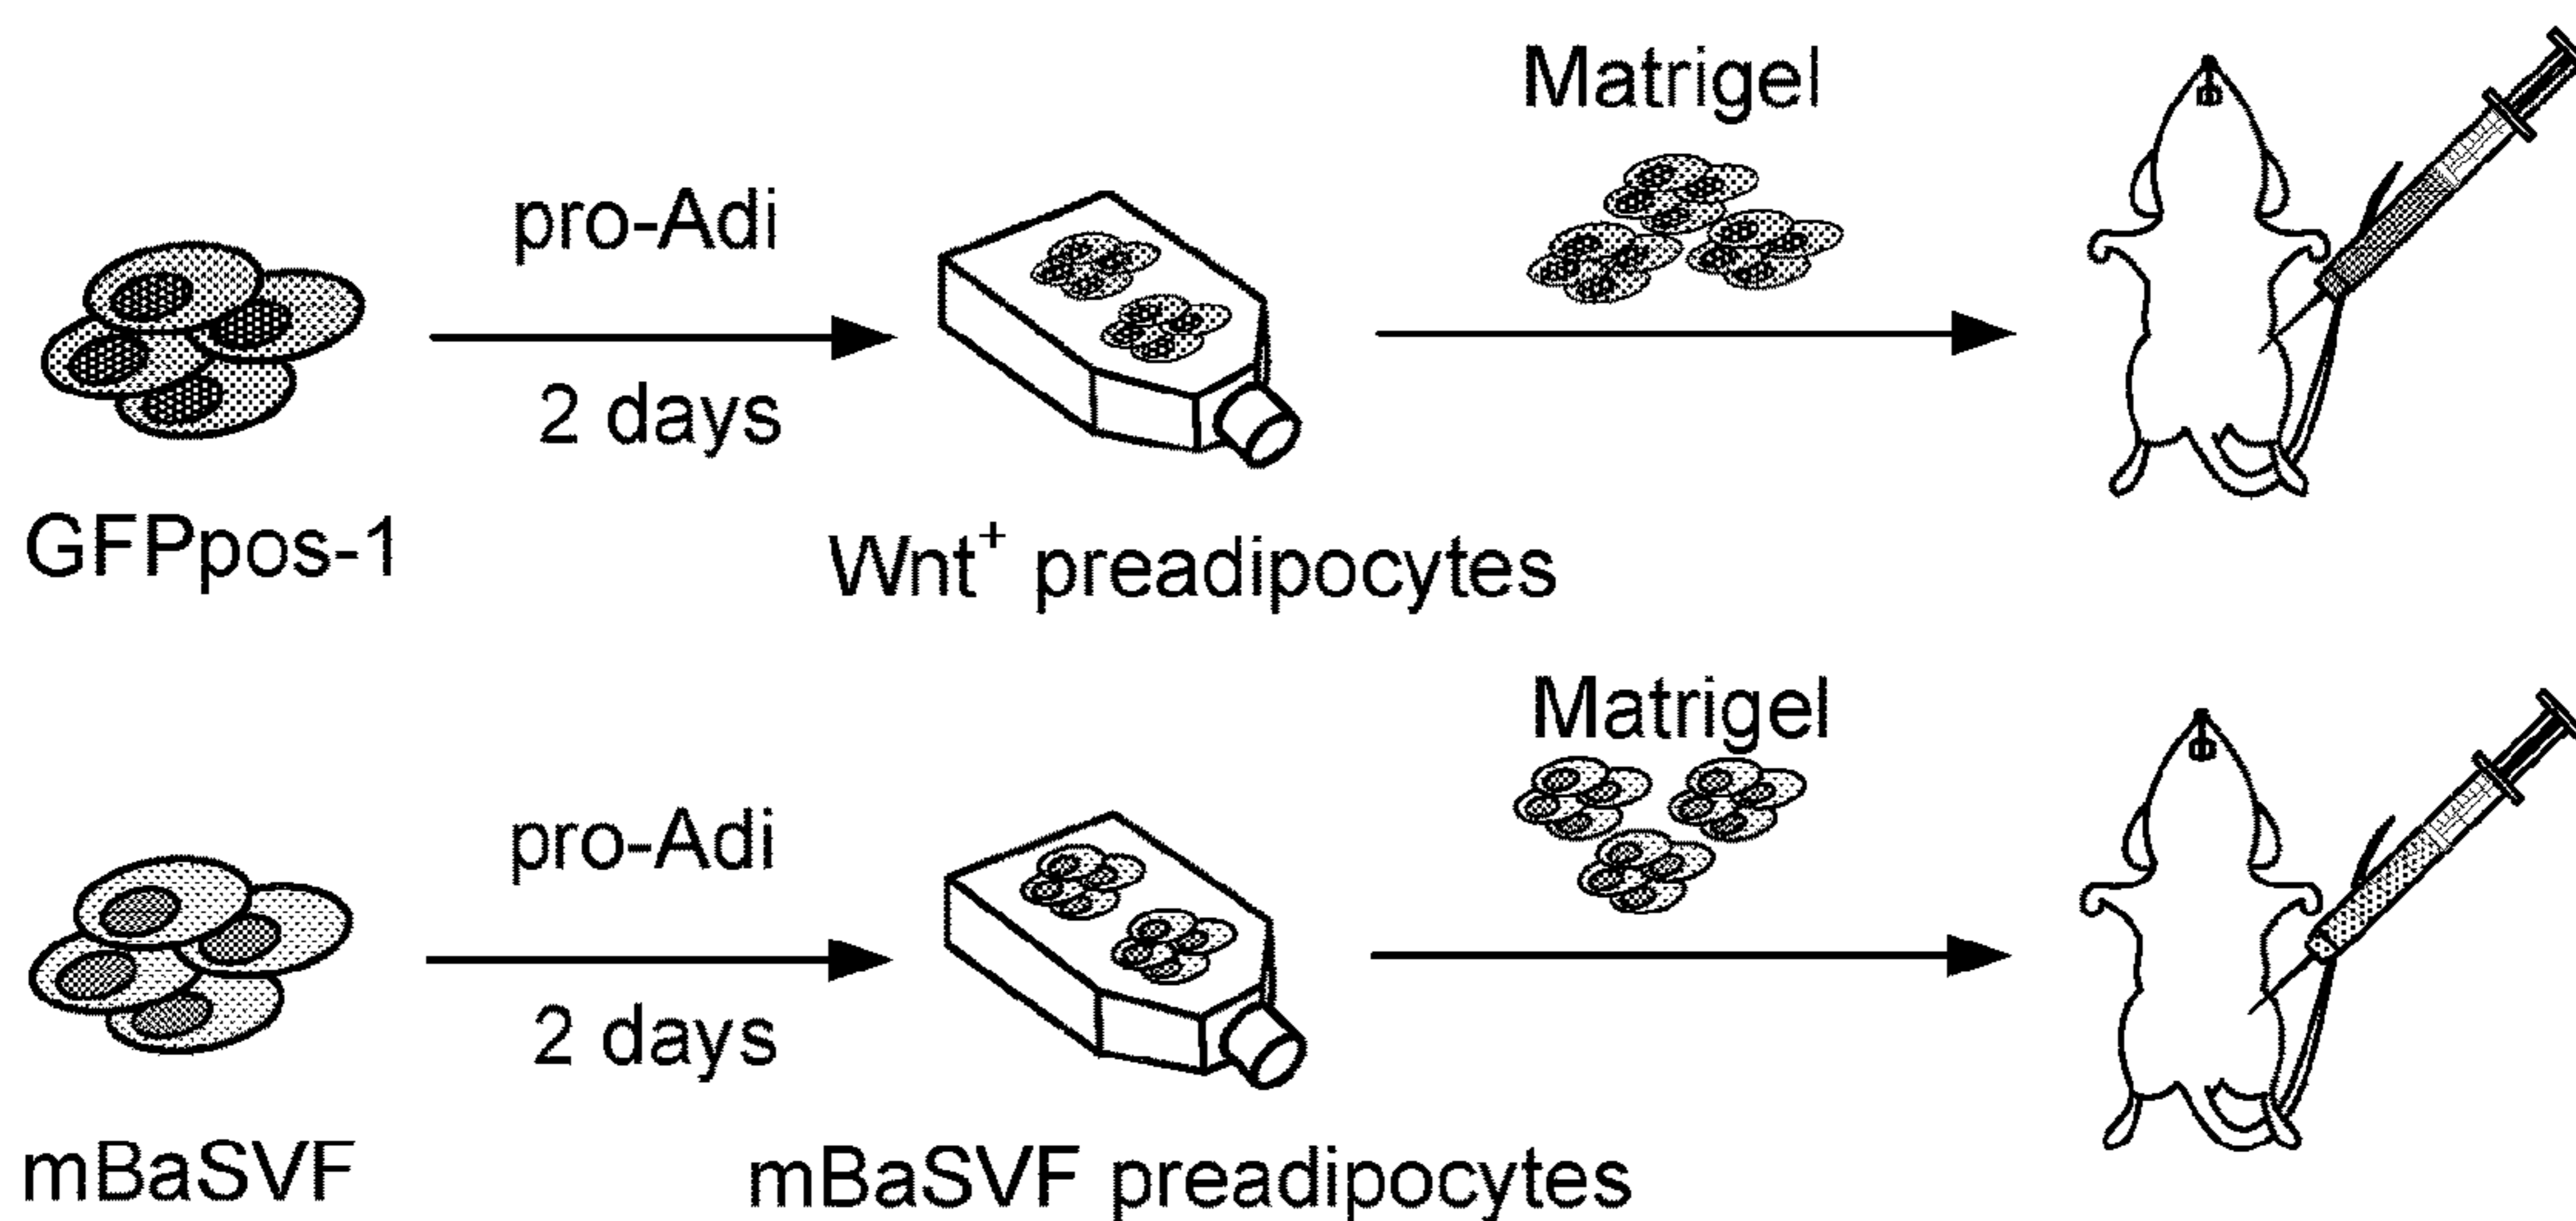 Matrigel
pro-Adi
2 days
GFPpos-1
Wnt⁺ preadipocytes
Matrigel
pro-Adi
2 days
mBaSVF
mBaSVF preadipocytes